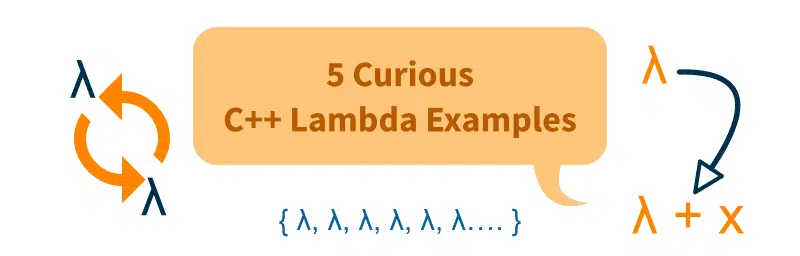 λ
λ
5 Curious
C++ Lambda Examples
{ λ, λ, λ, λ, λ, λ.... }
λ
λ + x